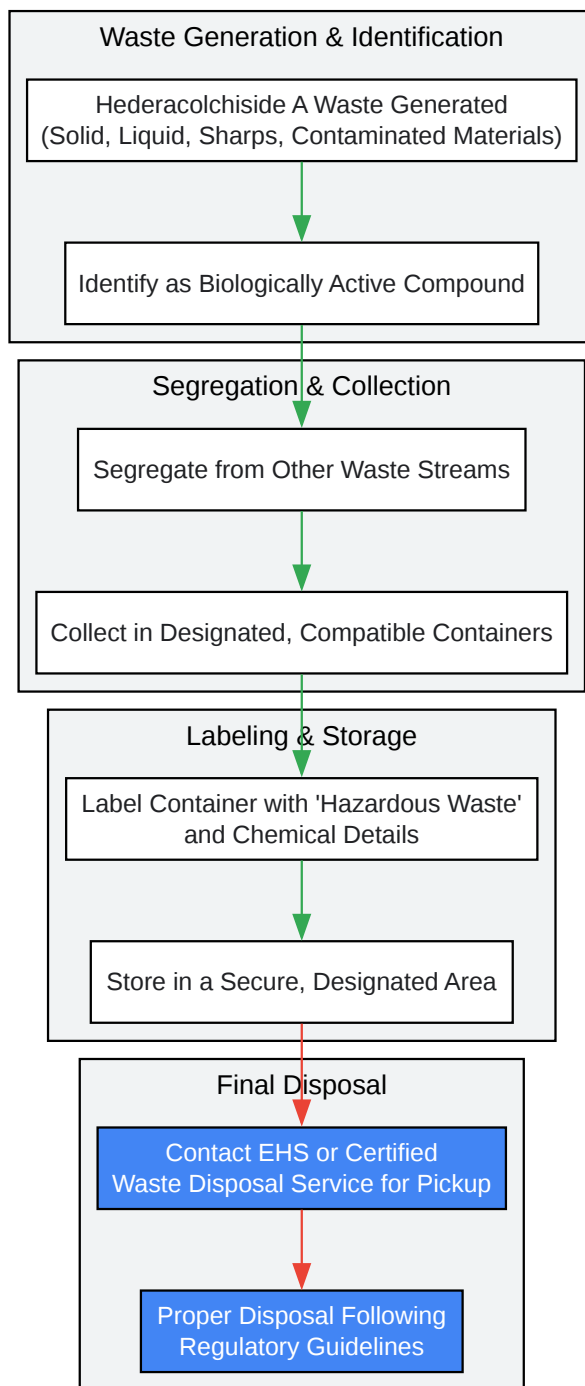 Waste Generation & Identification
Hederacolchiside A Waste Generated
(Solid, Liquid, Sharps, Contaminated Materials)
Identify as Biologically Active Compound
Segregation & Collection
Segregate from Other Waste Streams
Collect in Designated, Compatible Containers
Labeling & Storage
Label Container with 'Hazardous Waste'
and Chemical Details
Store in a Secure, Designated Area
Final Disposal
Contact EHS or Certified
Waste Disposal Service for Pickup
Proper Disposal Following
Regulatory Guidelines